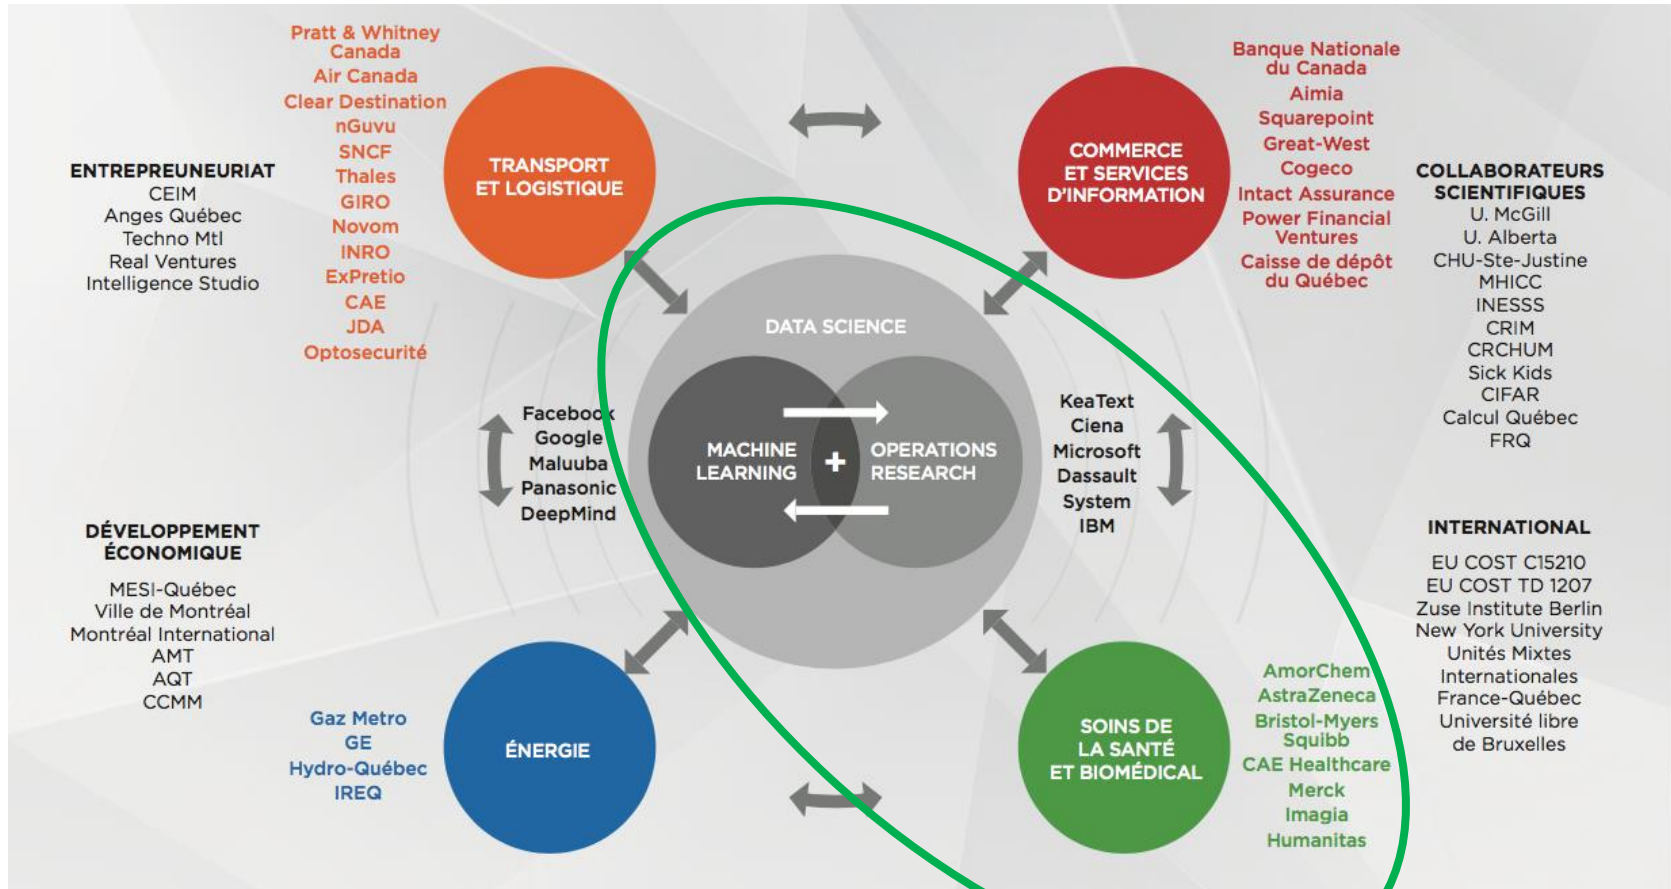 Pratt & Whitney
Canada
Air Canada
Clear Destination
nGuvu
SNCF
Thales
GIRO
Novom
INRO
ExPretio
CAE
JDA
Optosecurité
TRANSPORT
ET LOGISTIQUE
COMMERCE
ET SERVICES
D'INFORMATION
Banque Nationale
du Canada
Aimia
Squarepoint
Great-West
Cogeco
Intact Assurance
Power Financial
Ventures
Caisse de dépôt
du Québec
ENTREPREUNEURIAT
CEIM
Anges Québec
Techno Mtl
Real Ventures
Intelligence Studio
COLLABORATEURS
SCIENTIFIQUES
U. McGill
U. Alberta
CHU-Ste-Justine
MHICC
INESSS
CRIM
CRCHUM
Sick Kids
CIFAR
Calcul Québec
FRQ
DATA SCIENCE
MACHINE
LEARNING
+
OPERATIONS
RESEARCH
Facebook
Google
Maluuba
Panasonic
DeepMind
KeaText
Ciena
Microsoft
Dassault
System
IBM
DÉVELOPPEMENT
ÉCONOMIQUE
MESI-Québec
Ville de Montréal
Montréal International
AMT
AQT
CCMM
INTERNATIONAL
EU COST C15210
EU COST TD 1207
Zuse Institute Berlin
New York University
Unités Mixtes
Internationales
France-Québec
Université libre
de Bruxelles
Gaz Metro
GE
Hydro-Québec
IREQ
ÉNERGIE
SOINS DE
LA SANTÉ
ET BIOMÉDICAL
AmorChem
AstraZeneca
Bristol-Myers
Squibb
CAE Healthcare
Merck
Imagia
Humanitas